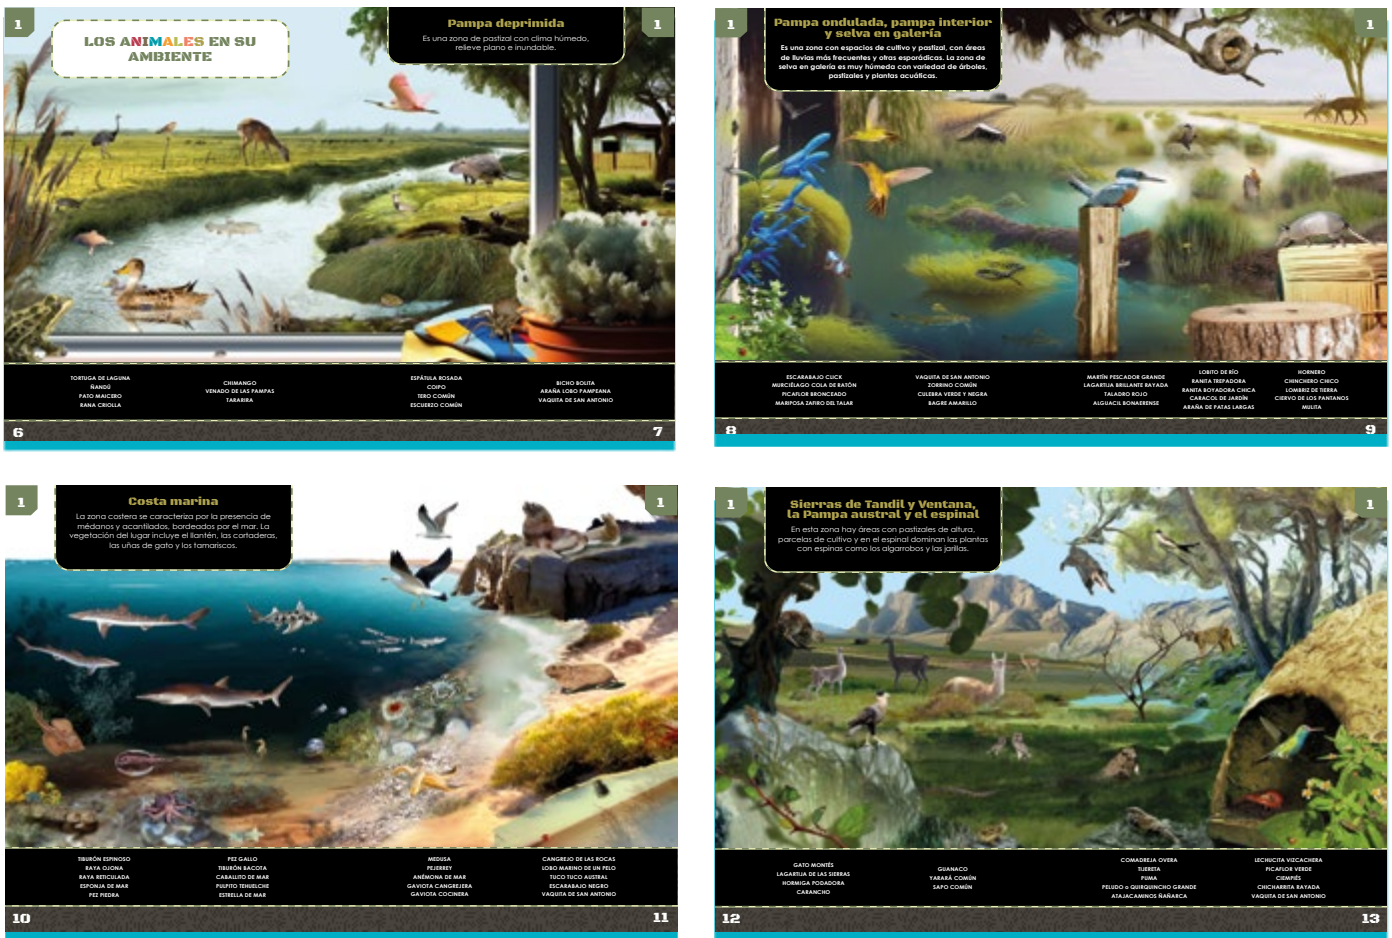 1
LOS ANIMALES EN SU
AMBIENTE
Pampa deprimida
Es una zona de pastizal con clima húmedo,
relieve plano e inundable.
1
TORTUGA DE LAGUNA
ÑANDÚ
PATO MAICERO
RANA CRIOLLA
CHIMANGO
VENADO DE LAS PAMPAS
TARARIRA
ESPÁTULA ROSADA
COIPO
TERO COMÚN
ESCUERZO COMÚN
BICHO BOLITA
ARAÑA LOBO PAMPEANA
VAQUITA DE SAN ANTONIO
6
7
1
Pampa ondulada, pampa interior
y selva en galería
Es una zona con espacios de cultivo y pastizal, con áreas
de lluvias más frecuentes y otras esporádicas. La zona de
selva en galería es muy húmeda con variedad de árboles,
pastizales y plantas acuáticas.
1
ESCARABAJO CLICK
MURCIÉLAGO COLA DE RATÓN
PICAFLOR BRONCEADO
MARIPOSA ZAFIRO DEL TALAR
VAQUITA DE SAN ANTONIO
ZORRINO COMÚN
CULEBRA VERDE Y NEGRA
BAGRE AMARILLO
MARTÍN PESCADOR GRANDE
LAGARTIJA BRILLANTE RAYADA
TALADRO ROJO
ALGUACIL BONAERENSE
LOBITO DE RÍO
RANITA TREPADORA
RANITA BOYADORA CHICA
CARACOL DE JARDÍN
ARAÑA DE PATAS LARGAS
HORNERO
CHINCHERO CHICO
LOMBRIZ DE TIERRA
CIERVO DE LOS PANTANOS
MULITA
8
9
1
Costa marina
La zona costera se caracteriza por la presencia de
médanos y acantilados, bordeados por el mar. La
vegetación del lugar incluye el llantén, las cortaderas,
las uñas de gato y los tamariscos.
1
TIBURÓN ESPINOSO
RAYA OJONA
RAYA RETICULADA
ESPONJA DE MAR
PEZ PIEDRA
PEZ GALLO
TIBURÓN BACOTA
CABALLITO DE MAR
PULPITO TEHUELCHE
ESTRELLA DE MAR
MEDUSA
PEJERREY
ANÉMONA DE MAR
GAVIOTA CANGREJERA
GAVIOTA COCINERA
CANGREJO DE LAS ROCAS
LOBO MARINO DE UN PELO
TUCO TUCO AUSTRAL
ESCARABAJO NEGRO
VAQUITA DE SAN ANTONIO
10
11
1
Sierras de Tandil y Ventana,
la Pampa austral y el espinal
En esta zona hay áreas con pastizales de altura,
parcelas de cultivo y en el espinal dominan las plantas
con espinas como los algarrobos y las jarillas.
1
GATO MONTÉS
LAGARTIJA DE LAS SIERRAS
HORMIGA PODADORA
CARANCHO
GUANACO
YARARÁ COMÚN
SAPO COMÚN
COMADREJA OVERA
TIJERETA
PUMA
PELUDO o QUIRQUINCHO GRANDE
ATAJACAMINOS ÑAÑARCA
LECHUCITA VIZCACHERA
PICAFLOR VERDE
CIEMPIÉS
CHICHARRITA RAYADA
VAQUITA DE SAN ANTONIO
12
13